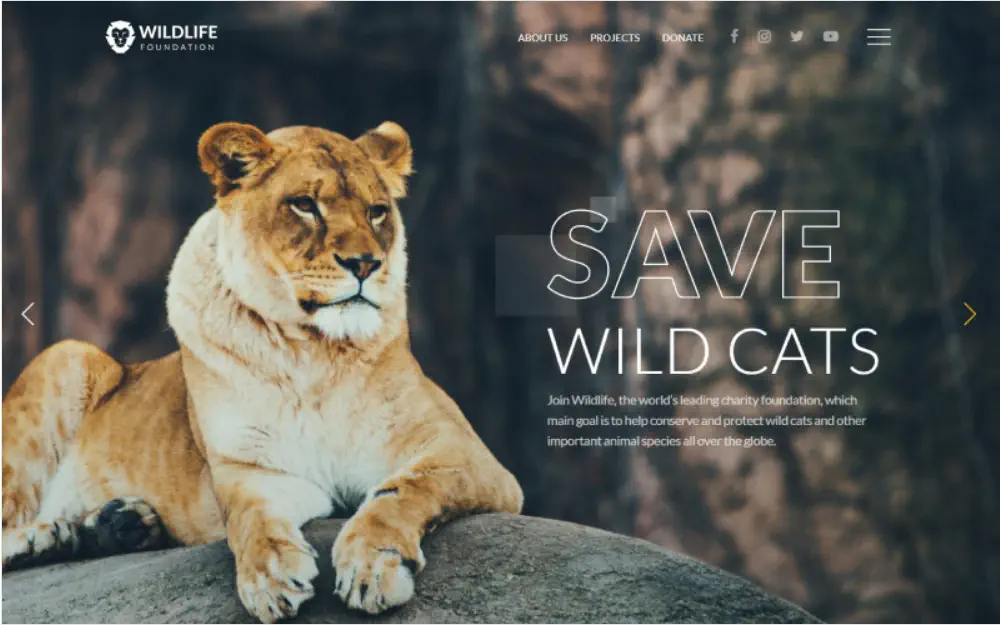 WILDLIFE
FOUNDATION
ABOUT US PROJECTS DONATE
SAVE
WILD CATS
Join Wildlife, the world's leading charity foundation, which
main goal is to help conserve and protect wild cats and other
important animal species all over the globe.